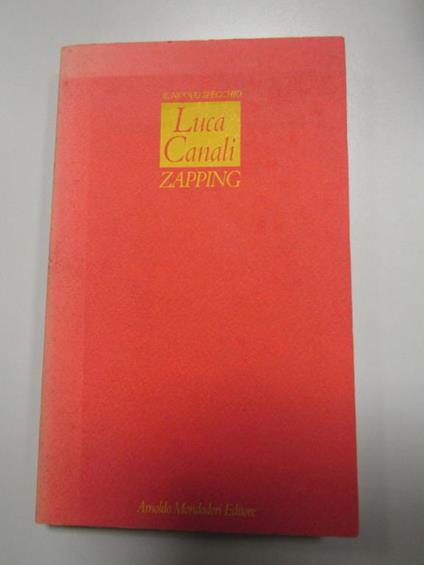 IL NUOVO SPECCHIO
Luca
Canali
ZAPPING
Arnoldo Mondadori Editore